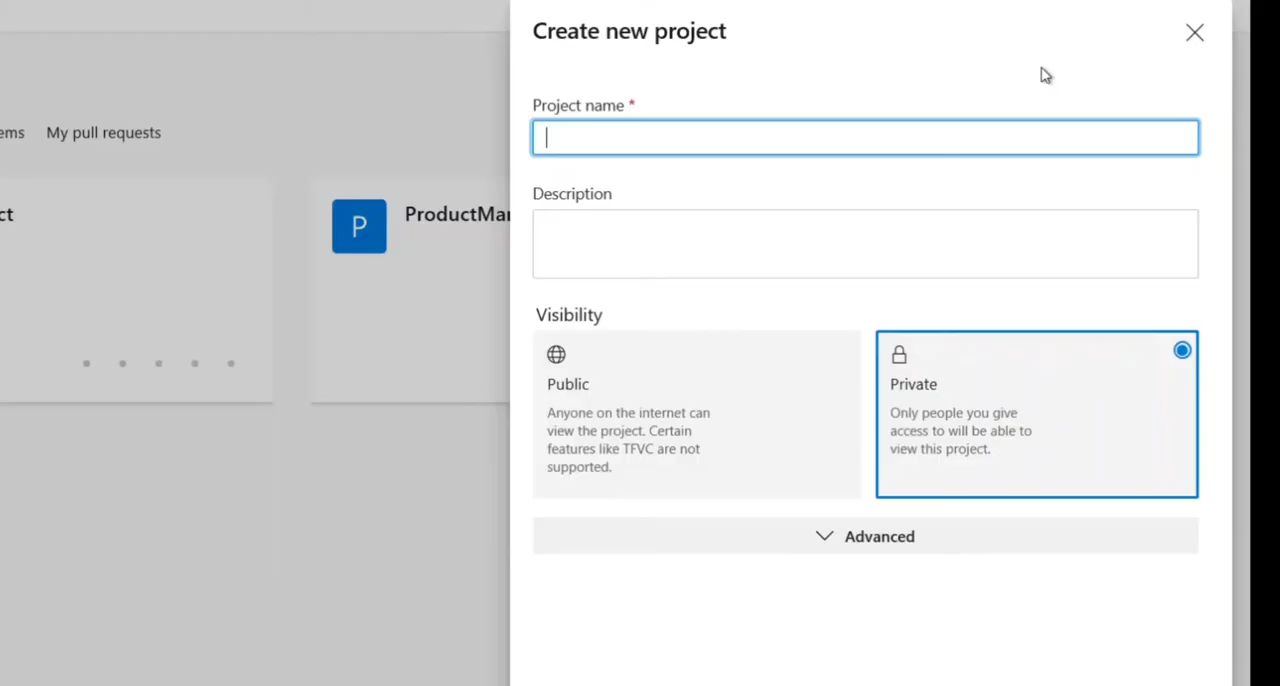 Create new project
Project name *
ems
My pull requests
Description
ct
P
Visibility
Public
Anyone on the internet can
view the project. Certain
features like TFVC are not
supported.
Private
Only people you give
access to will be able to
view this project.
Advanced